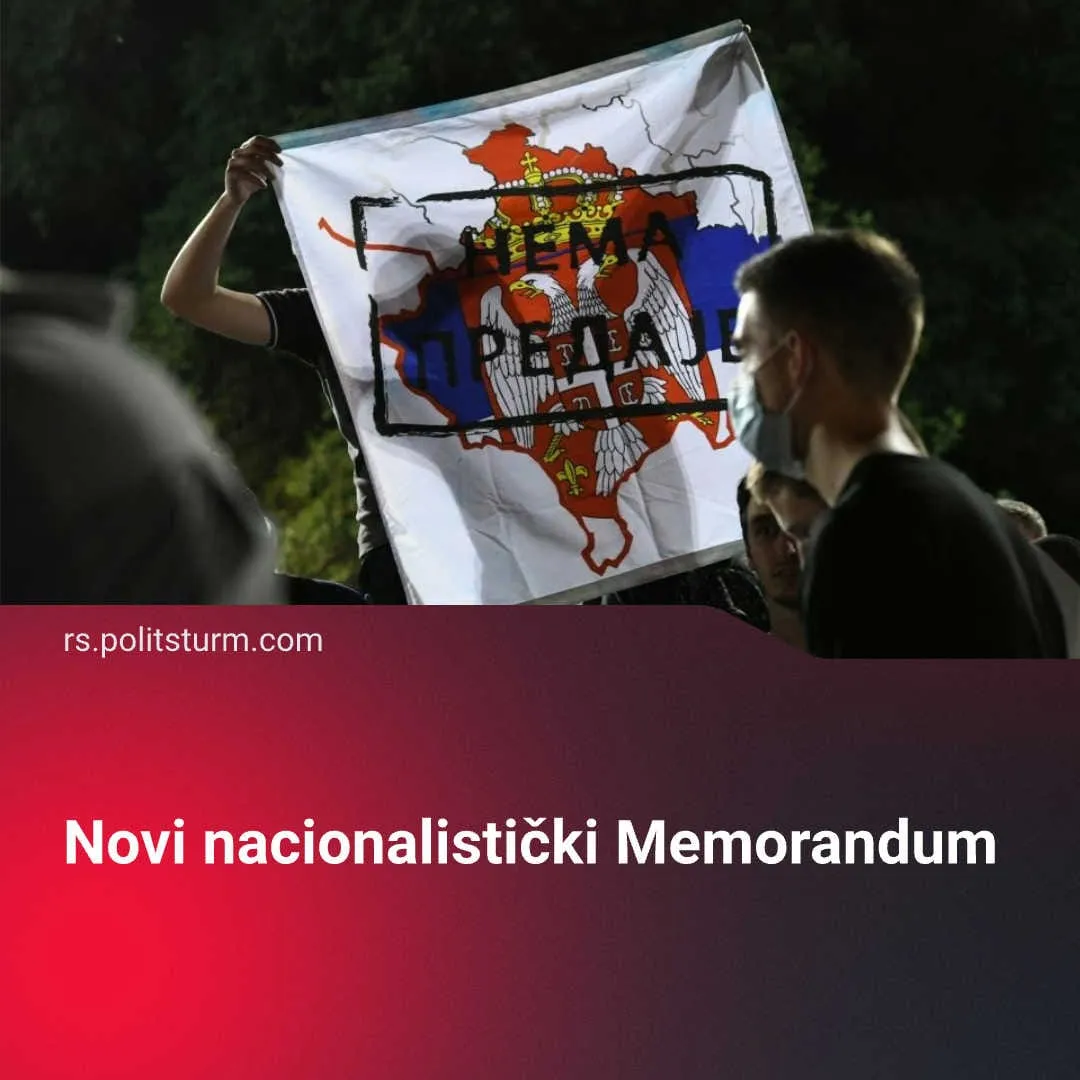 НЕМА
ПРЕДАЈЕ
rs.politsturm.com
Novi nacionalistički Memorandum